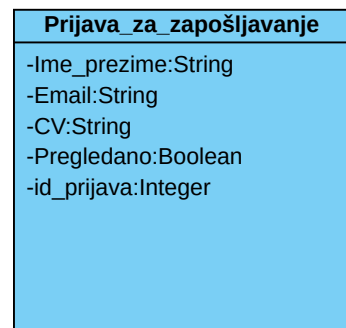 Prijava_za_zapošljavanje
-Ime_prezime:String
-Email:String
-CV:String
-Pregledano:Boolean
-id_prijava:Integer